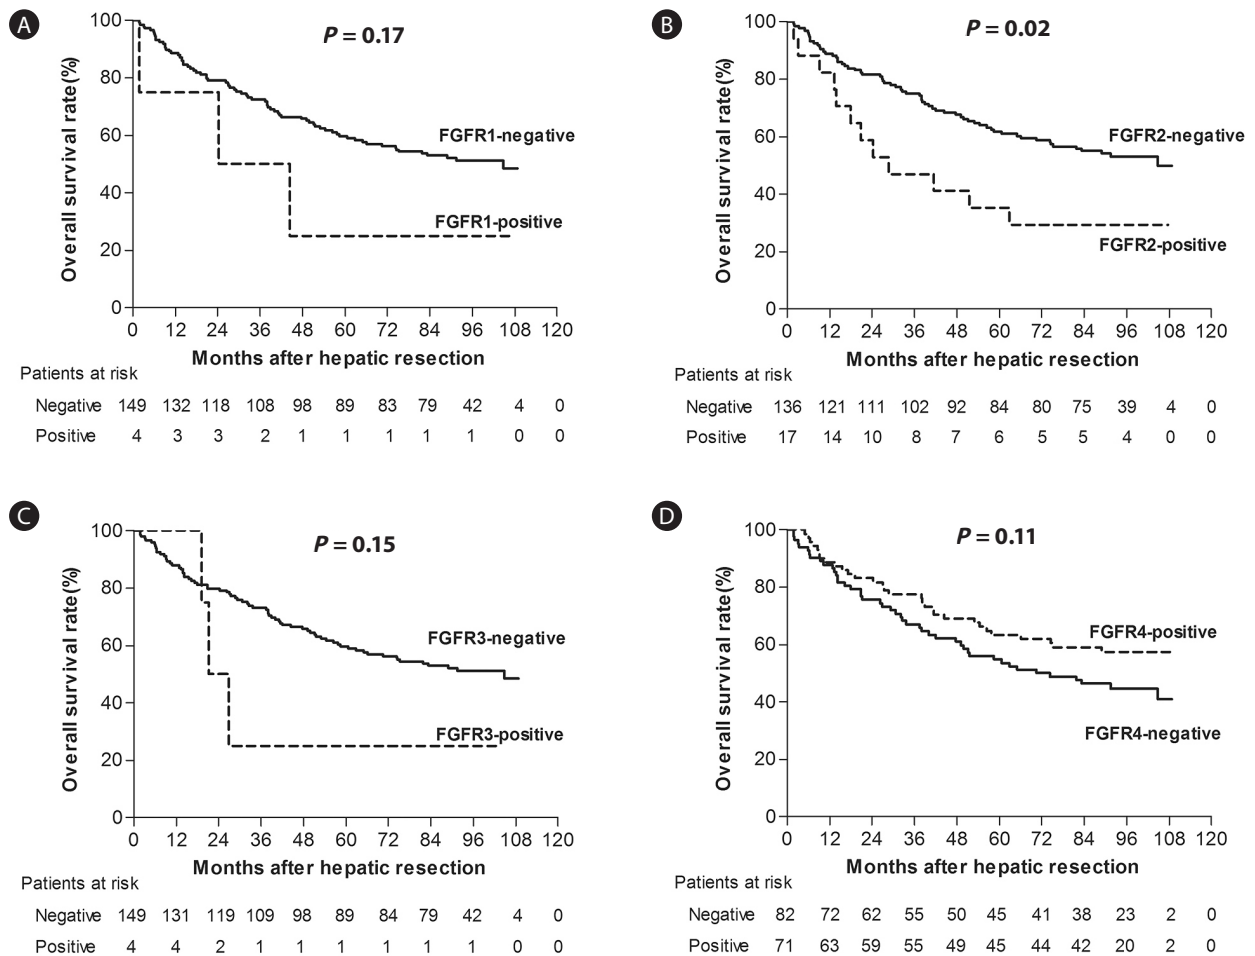 A
P = 0.17
Overall survival rate(%)
100
80
60
40
20
0
FGFR1-negative
FGFR1-positive
0 12 24 36 48 60 72 84 96 108 120
Months after hepatic resection
Patients at risk
Negative 149 132 118 108 98 89 83 79 42 4 0
Positive 4 3 3 2 1 1 1 1 1 0 0
B
P = 0.02
Overall survival rate(%)
100
80
60
40
20
0
FGFR2-negative
FGFR2-positive
0 12 24 36 48 60 72 84 96 108 120
Months after hepatic resection
Patients at risk
Negative 136 121 111 102 92 84 80 75 39 4 0
Positive 17 14 10 8 7 6 5 5 4 0 0
C
P = 0.15
Overall survival rate(%)
100
80
60
40
20
0
FGFR3-negative
FGFR3-positive
0 12 24 36 48 60 72 84 96 108 120
Months after hepatic resection
Patients at risk
Negative 149 131 119 109 98 89 84 79 42 4 0
Positive 4 4 2 1 1 1 1 1 1 0 0
D
P = 0.11
Overall survival rate(%)
100
80
60
40
20
0
FGFR4-positive
FGFR4-negative
0 12 24 36 48 60 72 84 96 108 120
Months after hepatic resection
Patients at risk
Negative 82 72 62 55 50 45 41 38 23 2 0
Positive 71 63 59 55 49 45 44 42 20 2 0